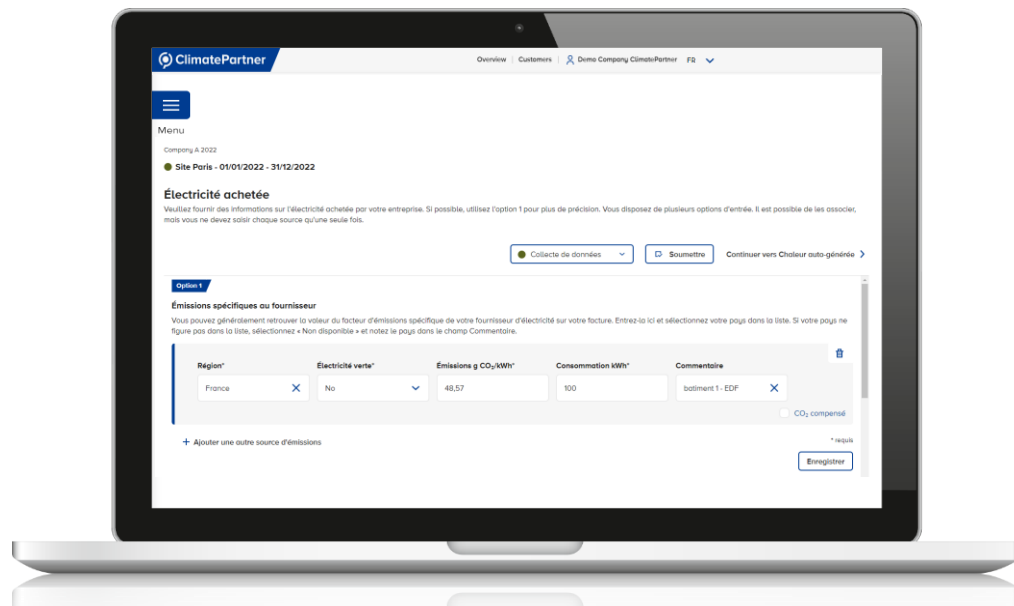 ClimatePartner
Overview | Customers | Demo Company ClimatePartner FR
Menu
Company A 2022
Site Paris - 01/01/2022 - 31/12/2022
Électricité achetée
Veuillez fournir des informations sur l'électricité achetée par votre entreprise. Si possible, utilisez l'option 1 pour plus de précision. Vous disposez de plusieurs options d'entrée. Il est possible de les associer,
mais vous ne devez saisir chaque source qu'une seule fois.
Collecte de données
Soumettre
Continuer vers Chaleur auto-générée
Option 1
Émissions spécifiques au fournisseur
Vous pouvez généralement retrouver la valeur du facteur d'émissions spécifique de votre fournisseur d'électricité sur votre facture. Entrez-la ici et sélectionnez votre pays dans la liste. Si votre pays ne
figure pas dans la liste, sélectionnez « Non disponible » et notez le pays dans le champ Commentaire.
Région* Électricité verte* Émissions g CO₂/kWh* Consommation kWh* Commentaire
France No 48,57 100 batiment 1 - EDF
CO₂ compensé
+ Ajouter une autre source d'émissions
* requis
Enregistrer